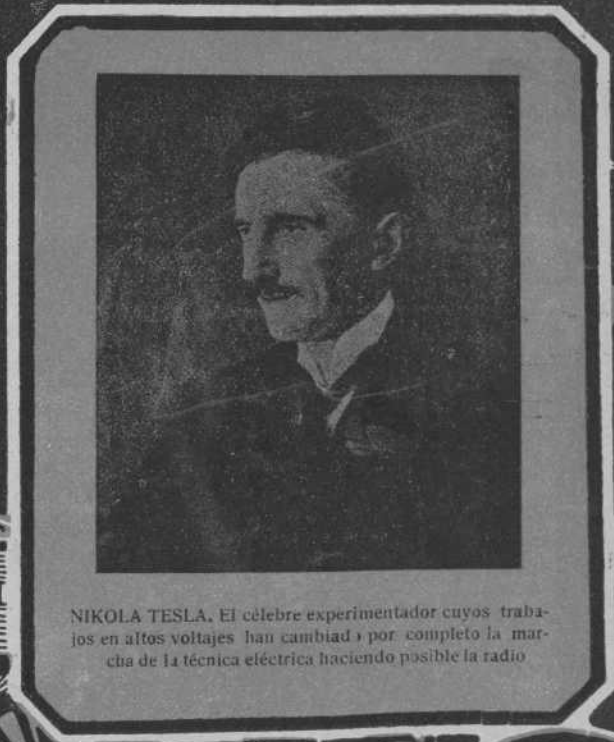 NIKOLA TESLA. El célebre experimentador cuyos traba-
jos en altos voltajes han cambiado por completo la mar-
cha de la técnica eléctrica haciendo posible la radio